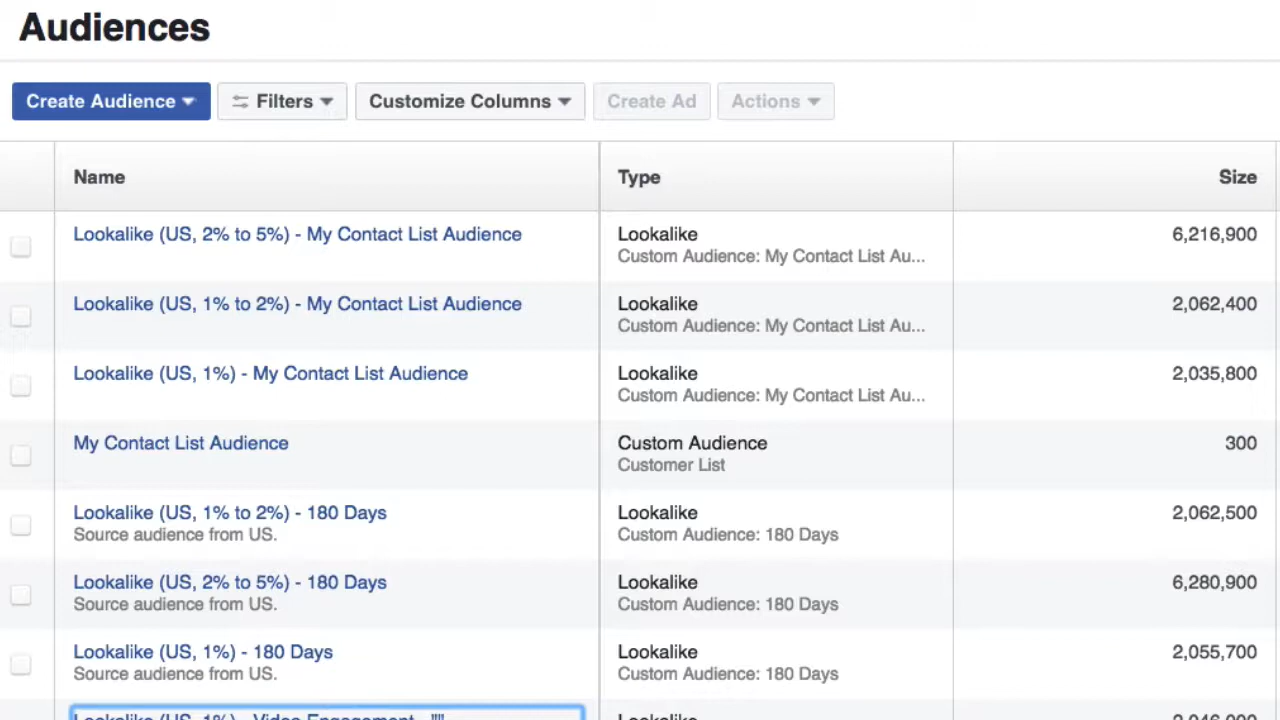 Audiences
Create Audience Filters Customize Columns Create Ad Actions
Name Type Size
Lookalike (US, 2% to 5%) - My Contact List Audience Lookalike 6,216,900
Custom Audience: My Contact List Au...
Lookalike (US, 1% to 2%) - My Contact List Audience Lookalike 2,062,400
Custom Audience: My Contact List Au...
Lookalike (US, 1%) - My Contact List Audience Lookalike 2,035,800
Custom Audience: My Contact List Au...
My Contact List Audience Custom Audience 300
Customer List
Lookalike (US, 1% to 2%) - 180 Days Lookalike 2,062,500
Source audience from US. Custom Audience: 180 Days
Lookalike (US, 2% to 5%) - 180 Days Lookalike 6,280,900
Source audience from US. Custom Audience: 180 Days
Lookalike (US, 1%) - 180 Days Lookalike 2,055,700
Source audience from US. Custom Audience: 180 Days
Lookalike (US, 1%) - Video Engagement - "" Lookalike